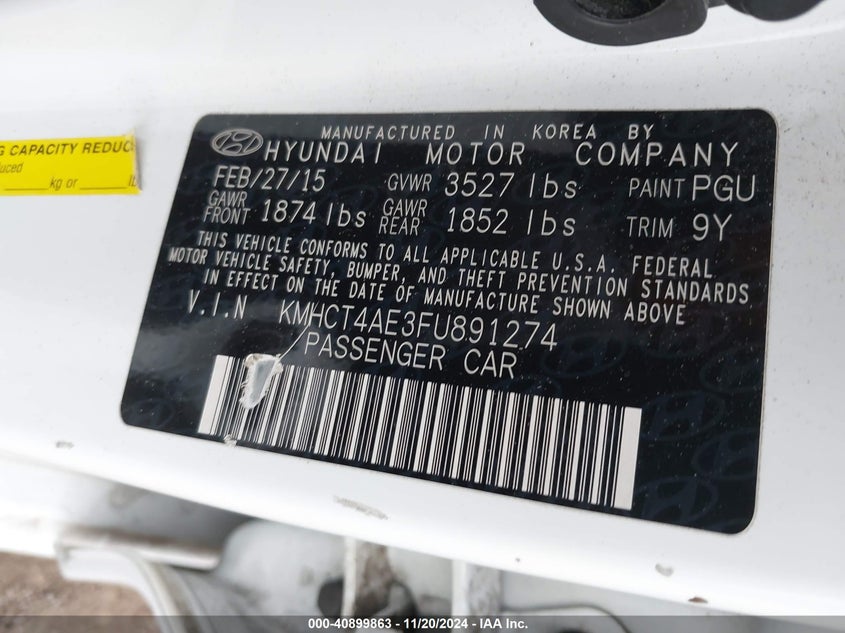 G CAPACITY REDUC
duced
kg or lb
MANUFACTURED IN KOREA BY
HYUNDAI MOTOR COMPANY
FEB/27/15 GVWR 3527 lbs PAINT PGU
GAWR FRONT 1874 lbs GAWR REAR 1852 lbs TRIM 9Y
THIS VEHICLE CONFORMS TO ALL APPLICABLE U.S.A. FEDERAL
MOTOR VEHICLE SAFETY, BUMPER, AND THEFT PREVENTION STANDARDS
IN EFFECT ON THE DATE OF MANUFACTURE SHOWN ABOVE
V.I.N KMHCT4AE3FU891274
PASSENGER CAR
000-40899863 - 11/20/2024 - IAA Inc.